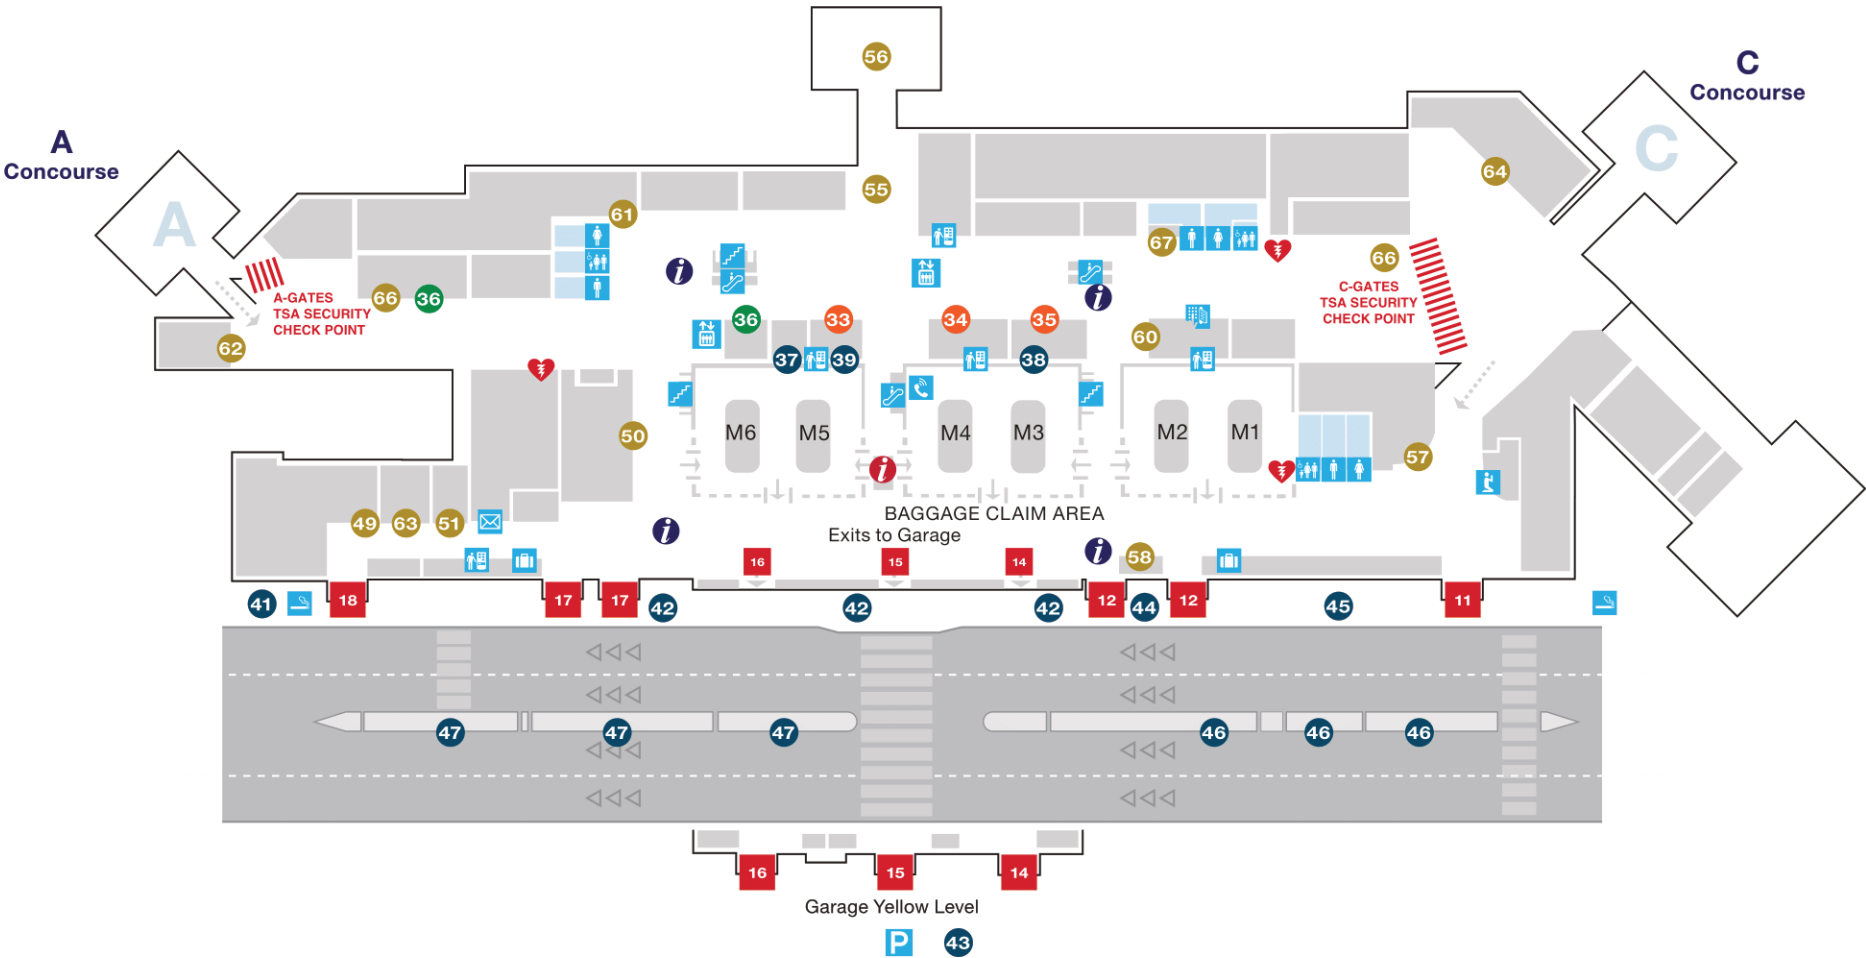 56
C
Concourse
A
Concourse
C
64
A
55
61
67
66
A-GATES
TSA SECURITY
CHECK POINT
66
36
i
i
C-GATES
TSA SECURITY
CHECK POINT
62
36
33
34
35
60
37
39
38
50
M6
M5
M4
M3
M2
M1
57
i
49
63
51
BAGGAGE CLAIM AREA
Exits to Garage
i
i
58
16
15
14
41
18
17
17
42
42
42
12
44
12
45
11
47
47
47
46
46
46
16
15
14
Garage Yellow Level
P
43